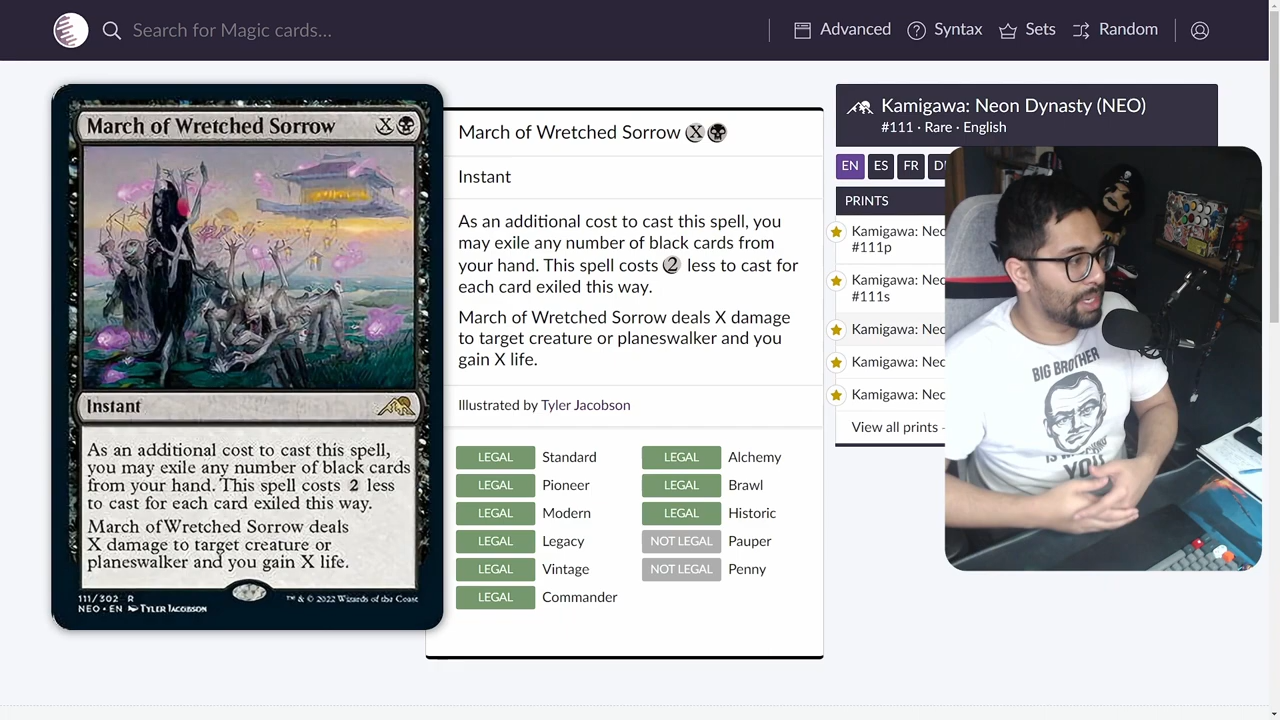 Search for Magic cards...
Advanced
Syntax
Sets
Random
March of Wretched Sorrow X
Instant
As an additional cost to cast this spell,
you may exile any number of black cards
from your hand. This spell costs 2 less
to cast for each card exiled this way.
March of Wretched Sorrow deals
X damage to target creature or
planeswalker and you gain X life.
111/302 R
NEO • EN TYLER JACOBSON
™ & © 2022 Wizards of the Coast
March of Wretched Sorrow X
Instant
As an additional cost to cast this spell, you
may exile any number of black cards from
your hand. This spell costs 2 less to cast for
each card exiled this way.
March of Wretched Sorrow deals X damage
to target creature or planeswalker and you
gain X life.
Illustrated by Tyler Jacobson
LEGAL Standard LEGAL Alchemy
LEGAL Pioneer LEGAL Brawl
LEGAL Modern LEGAL Historic
LEGAL Legacy NOT LEGAL Pauper
LEGAL Vintage NOT LEGAL Penny
LEGAL Commander
Kamigawa: Neon Dynasty (NEO)
#111 · Rare · English
EN ES FR
PRINTS
Kamigawa:
#111p
Kamigawa:
#111s
Kamigawa:
Kamigawa:
Kamigawa:
View all prints
BIG BROTHER
YOU